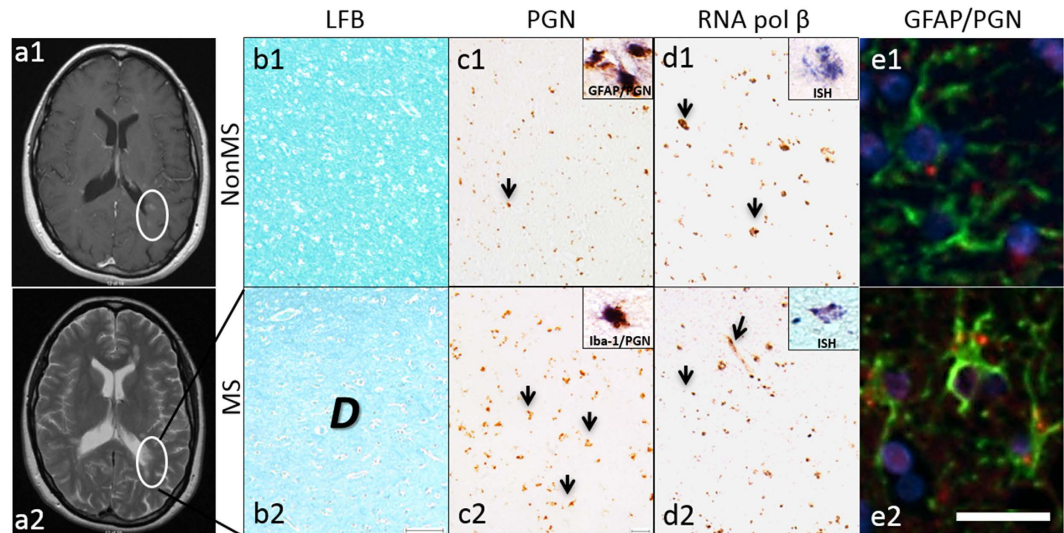 LFB PGN RNA pol β GFAP/PGN
NonMS
a1 b1 c1 d1 e1
GFAP/PGN ISH
MS
D
Iba-1/PGN ISH
a2 b2 c2 d2 e2